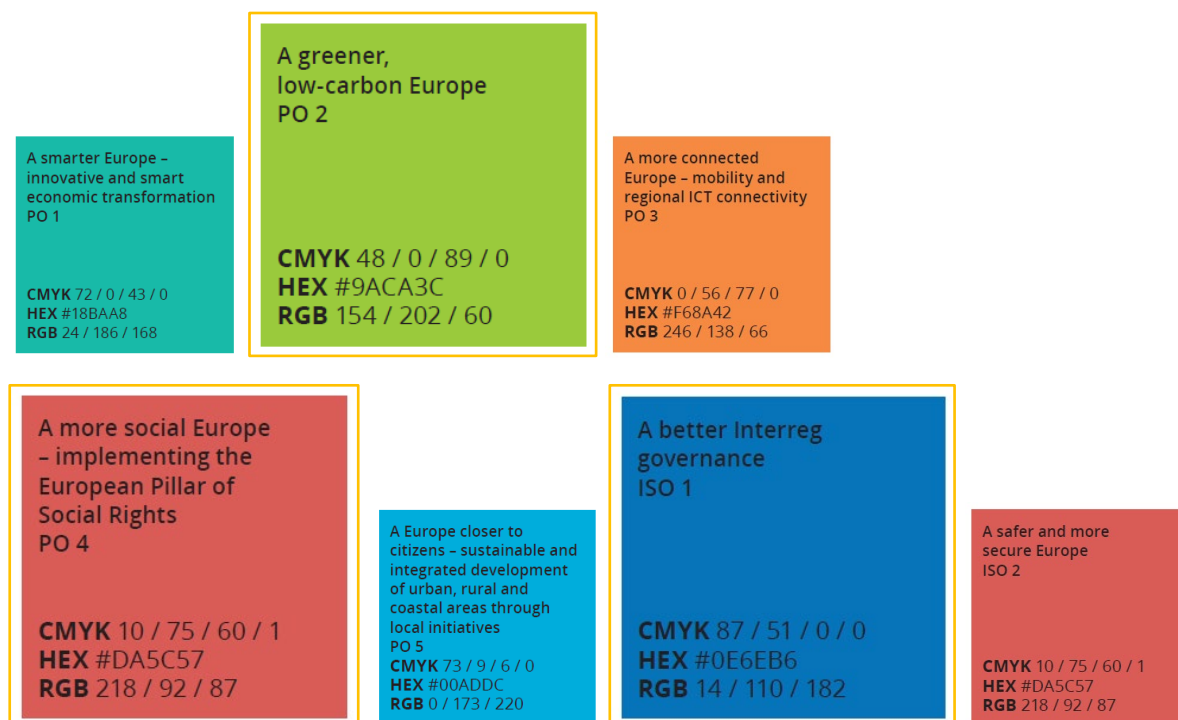 A greener,
low-carbon Europe
PO 2
CMYK 48 / 0 / 89 / 0
HEX #9ACA3C
RGB 154 / 202 / 60
A smarter Europe –
innovative and smart
economic transformation
PO 1
CMYK 72 / 0 / 43 / 0
HEX #18BAA8
RGB 24 / 186 / 168
A more connected
Europe – mobility and
regional ICT connectivity
PO 3
CMYK 0 / 56 / 77 / 0
HEX #F68A42
RGB 246 / 138 / 66
A more social Europe
– implementing the
European Pillar of
Social Rights
PO 4
CMYK 10 / 75 / 60 / 1
HEX #DA5C57
RGB 218 / 92 / 87
A Europe closer to
citizens – sustainable and
integrated development
of urban, rural and
coastal areas through
local initiatives
PO 5
CMYK 73 / 9 / 6 / 0
HEX #00ADDC
RGB 0 / 173 / 220
A better Interreg
governance
ISO 1
CMYK 87 / 51 / 0 / 0
HEX #0E6EB6
RGB 14 / 110 / 182
A safer and more
secure Europe
ISO 2
CMYK 10 / 75 / 60 / 1
HEX #DA5C57
RGB 218 / 92 / 87